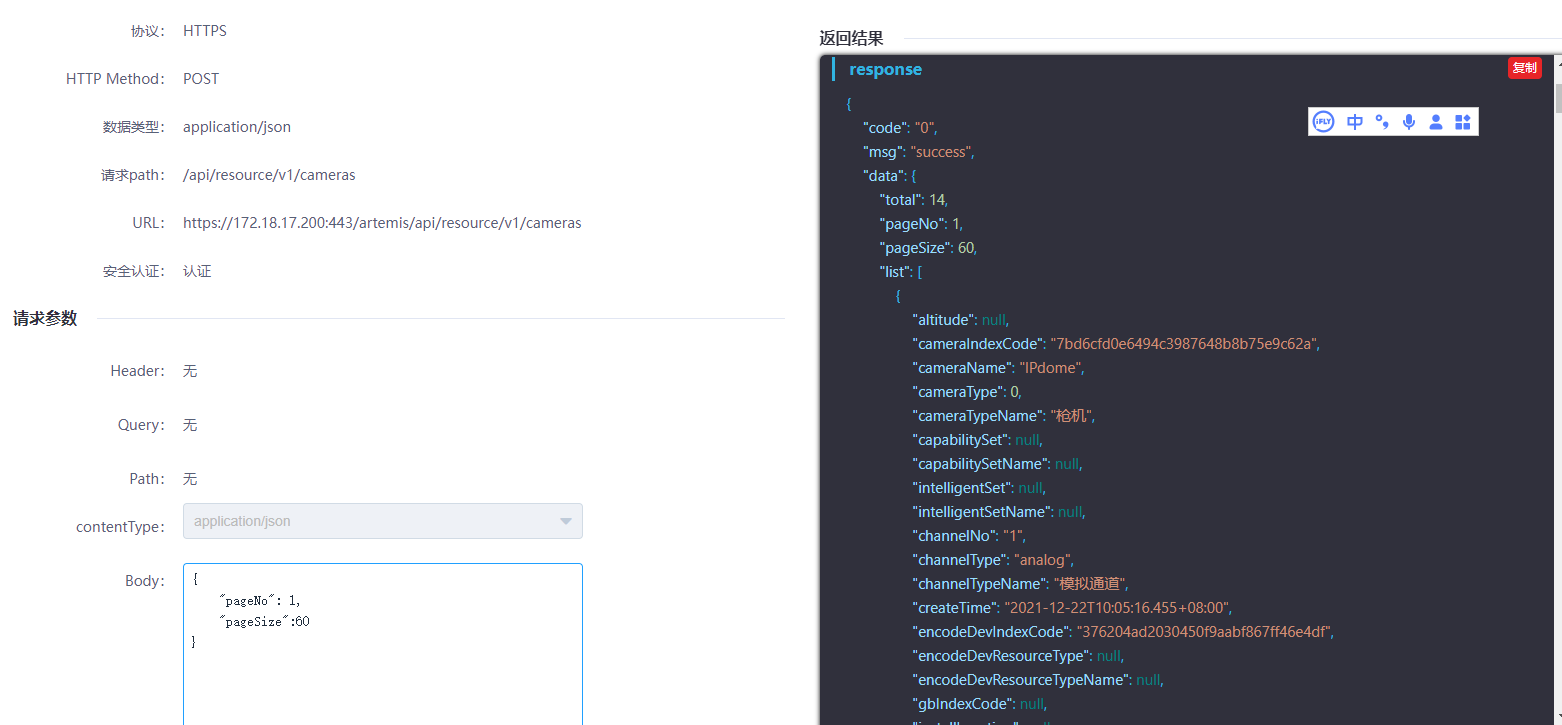 协议： HTTPS
HTTP Method： POST
数据类型： application/json
请求path： /api/resource/v1/cameras
URL： https://172.18.17.200:443/artemis/api/resource/v1/cameras
安全认证： 认证
请求参数
Header： 无
Query： 无
Path： 无
contentType： application/json
Body： {
"pageNo": 1,
"pageSize":60
}
返回结果
response
复制
{
"code": "0",
"msg": "success",
"data": {
"total": 14,
"pageNo": 1,
"pageSize": 60,
"list": [
{
"altitude": null,
"cameraIndexCode": "7bd6cfd0e6494c3987648b8b75e9c62a",
"cameraName": "IPdome",
"cameraType": 0,
"cameraTypeName": "枪机",
"capabilitySet": null,
"capabilitySetName": null,
"intelligentSet": null,
"intelligentSetName": null,
"channelNo": "1",
"channelType": "analog",
"channelTypeName": "模拟通道",
"createTime": "2021-12-22T10:05:16.455+08:00",
"encodeDevIndexCode": "376204ad2030450f9aabf867ff46e4df",
"encodeDevResourceType": null,
"encodeDevResourceTypeName": null,
"gbIndexCode": null,
iFLY 中